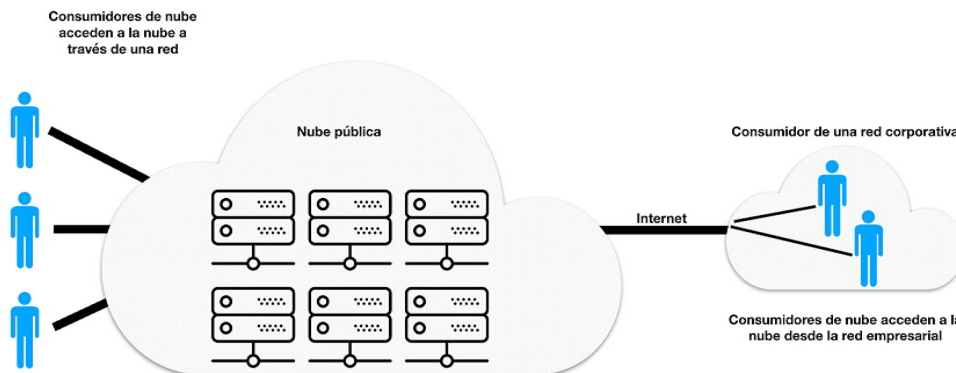 Consumidores de nube
acceden a la nube a
través de una red
Nube pública
Consumidor de una red corporativa
Internet
Consumidores de nube acceden a la
nube desde la red empresarial